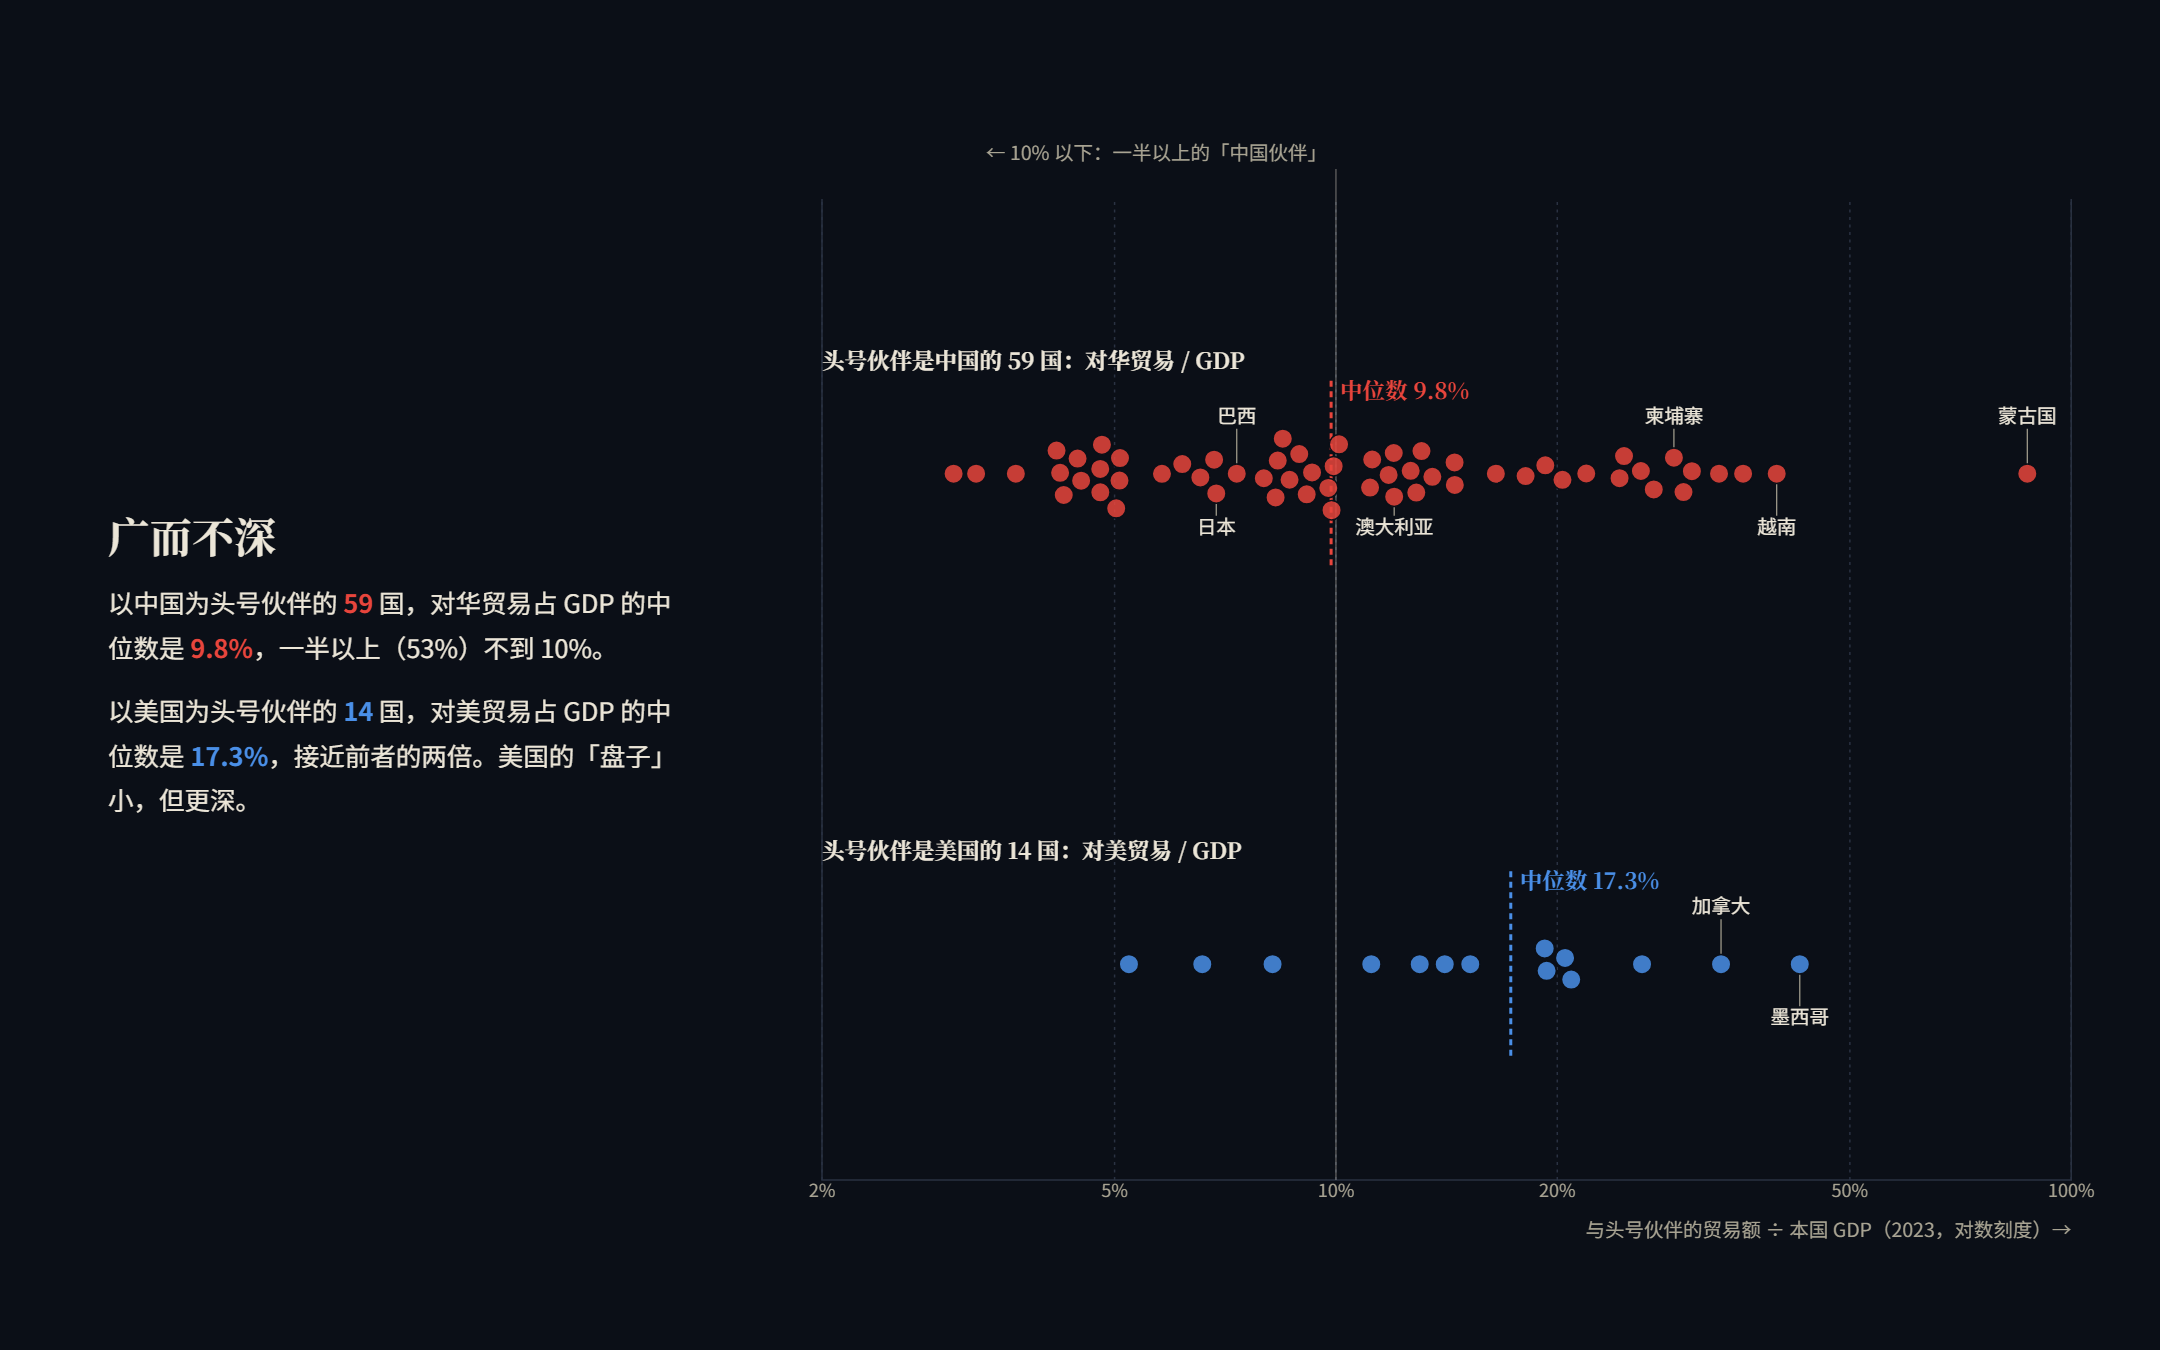 广而不深
以中国为头号伙伴的 59 国，对华贸易占 GDP 的中
位数是 9.8%，一半以上（53%）不到 10%。
以美国为头号伙伴的 14 国，对美贸易占 GDP 的中
位数是 17.3%，接近前者的两倍。美国的「盘子」
小，但更深。
← 10% 以下：一半以上的「中国伙伴」
头号伙伴是中国的 59 国：对华贸易 / GDP
中位数 9.8%
巴西
柬埔寨
蒙古国
日本
澳大利亚
越南
头号伙伴是美国的 14 国：对美贸易 / GDP
中位数 17.3%
加拿大
墨西哥
2%
5%
10%
20%
50%
100%
与头号伙伴的贸易额 ÷ 本国 GDP（2023，对数刻度）→